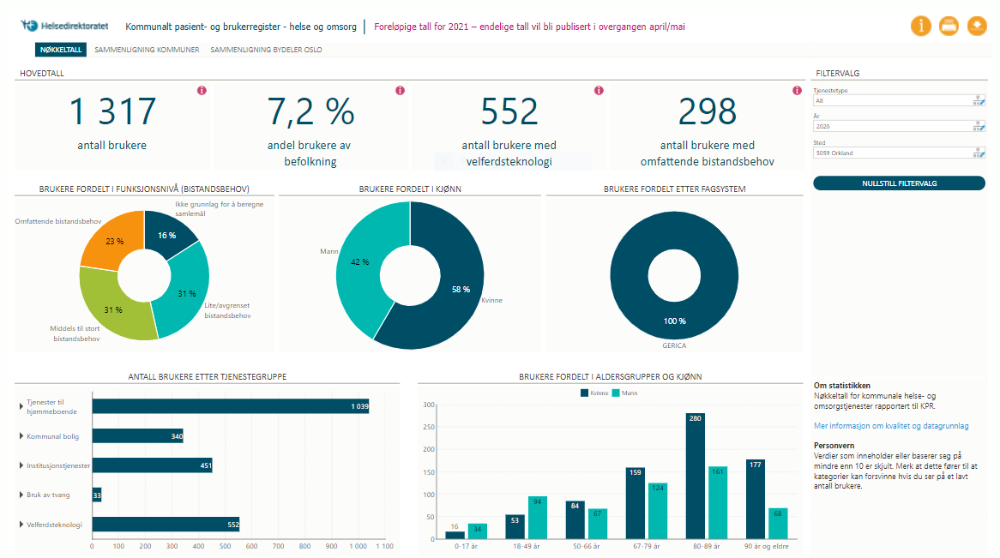 Helsedirektoratet
Kommunalt pasient- og brukerregister - helse og omsorg
Foreløpige tall for 2021 – endelige tall vil bli publisert i overgangen april/mai
NØKKELTALL
SAMMENLIGNING KOMMUNER
SAMMENLIGNING BYDELER OSLO
HOVEDTALL
1 317
antall brukere
7,2 %
andel brukere av
befolkning
552
antall brukere med
velferdsteknologi
298
antall brukere med
omfattende bistandsbehov
FILTERVALG
Tjenestetype
All
År
2020
Sted
5059 Orkland
NULLSTILL FILTERVALG
BRUKERE FORDELT I FUNKSJONSNIVÅ (BISTANDSBEHOV)
Ikke grunnlag for å beregne
samlemål
Omfattende bistandsbehov
23 %
16 %
31 %
31 %
Lite/avgrenset
bistandsbehov
Middels til stort
bistandsbehov
BRUKERE FORDELT I KJØNN
Mann
42 %
58 %
Kvinne
BRUKERE FORDELT ETTER FAGSYSTEM
100 %
GERICA
ANTALL BRUKERE ETTER TJENESTEGRUPPE
Tjenester til
hjemmeboende
1 039
Kommunal bolig
340
Institusjonstjenester
451
Bruk av tvang
33
Velferdsteknologi
552
0 100 200 300 400 500 600 700 800 900 1 000 1 100
BRUKERE FORDELT I ALDERSGRUPPER OG KJØNN
Kvinne Mann
300
250
200
150
100
50
0
16 34
53 94
84 67
159 124
280 161
177 68
0-17 år 18-49 år 50-66 år 67-79 år 80-89 år 90 år og eldre
Om statistikken
Nøkkeltall for kommunale helse- og
omsorgstjenester rapportert til KPR.
Mer informasjon om kvalitet og datagrunnlag
Personvern
Verdier som inneholder eller baserer seg på
mindre enn 10 er skjult. Merk at dette fører til at
kategorier kan forsvinne hvis du ser på et lavt
antall brukere.